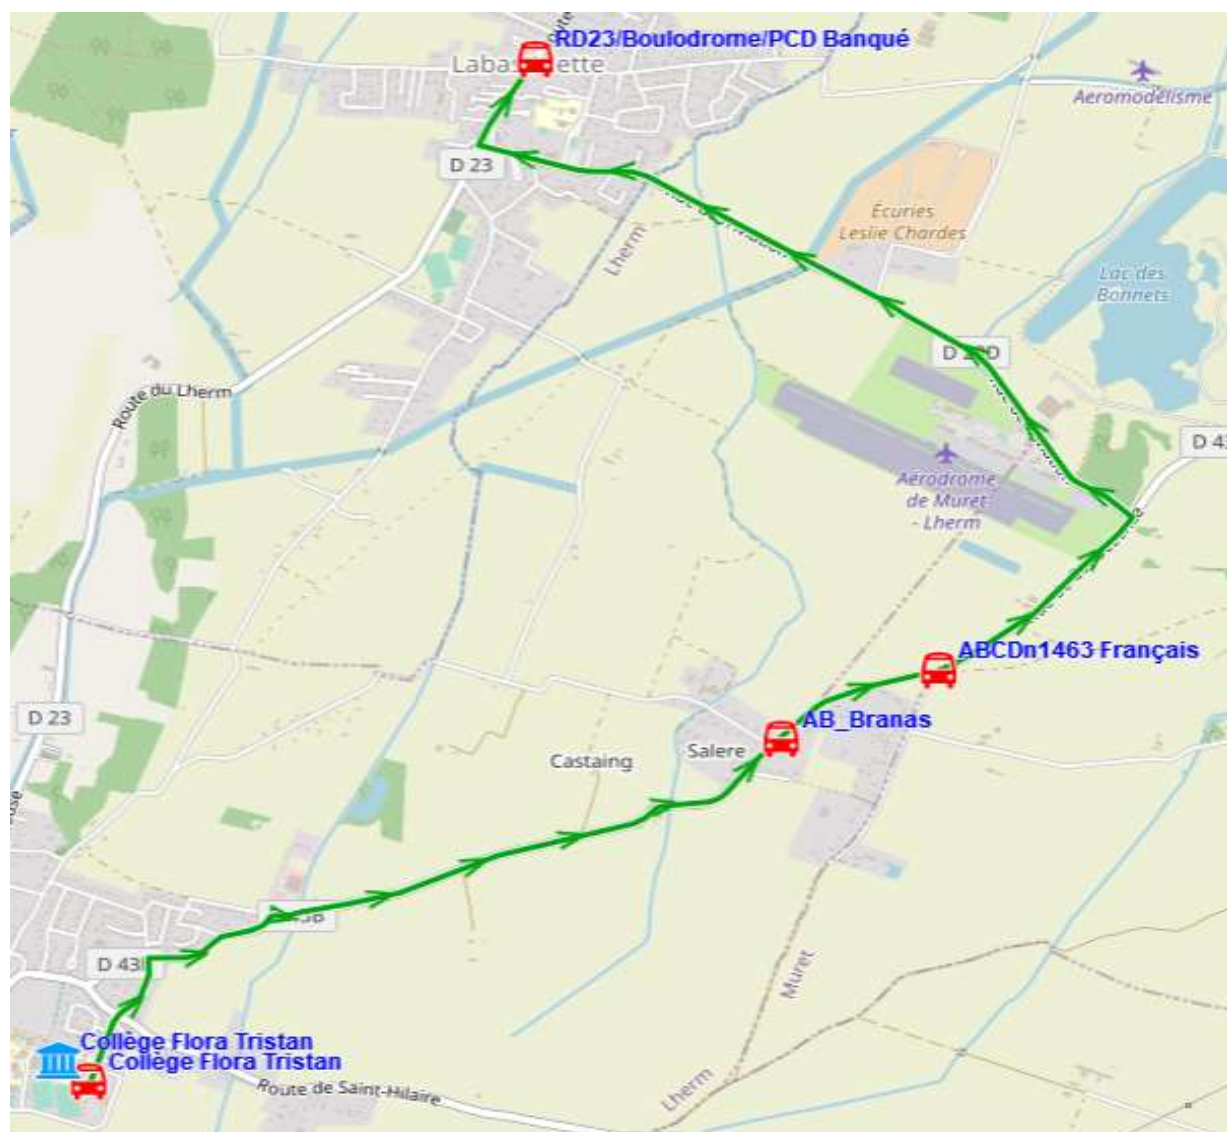 RD23/Boulodrome/PCD Banqué
Aeromodélisme
D 23
Écuries
Leslie Chardes
Lherm
Lac des
Bonnets
Route du Lherm
D 43
Aérodrome
de Muret
- Lherm
ABCDn1463 Français
D 23
AB_Branas
Salere
Castaing
D 43
Muret
Collège Flora Tristan
Collège Flora Tristan
Route de Saint-Hilaire
Lherm